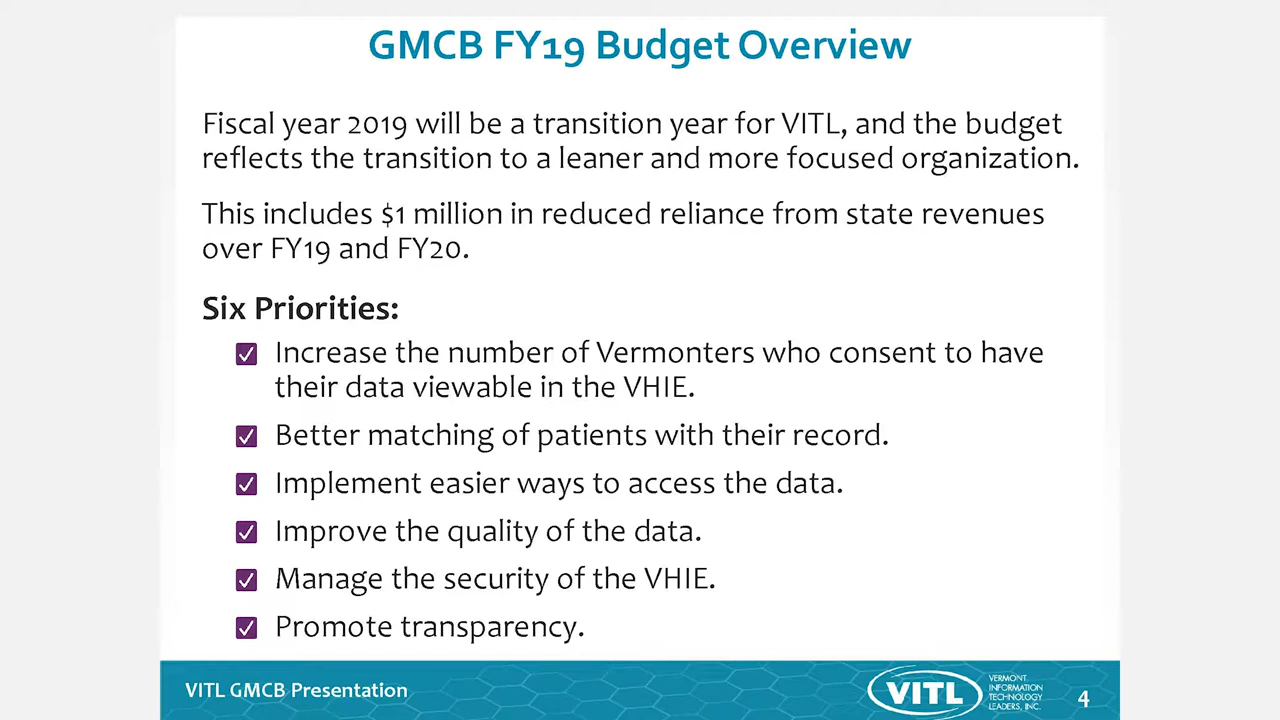 GMCB FY19 Budget Overview
Fiscal year 2019 will be a transition year for VITL, and the budget
reflects the transition to a leaner and more focused organization.
This includes $1 million in reduced reliance from state revenues
over FY19 and FY20.
Six Priorities:
Increase the number of Vermonters who consent to have
their data viewable in the VHIE.
Better matching of patients with their record.
Implement easier ways to access the data.
Improve the quality of the data.
Manage the security of the VHIE.
Promote transparency.
VITL GMCB Presentation
VITL
VERMONT
INFORMATION
TECHNOLOGY
LEADERS, INC.
4